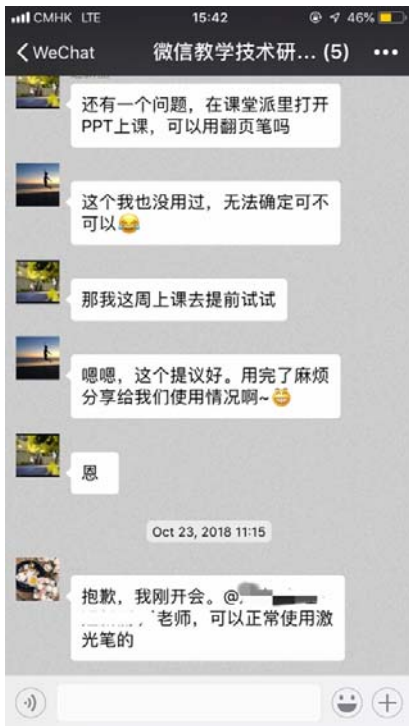 CMHK LTE 15:42 46%
WeChat 微信教学技术研... (5)
还有一个问题，在课堂派里打开
PPT上课，可以用翻页笔吗
这个我也没用过，无法确定可不
可以
那我这周上课去提前试试
嗯嗯，这个提议好。用完了麻烦
分享给我们使用情况啊~
恩
Oct 23, 2018 11:15
抱歉，我刚开会。@
老师，可以正常使用激
光笔的